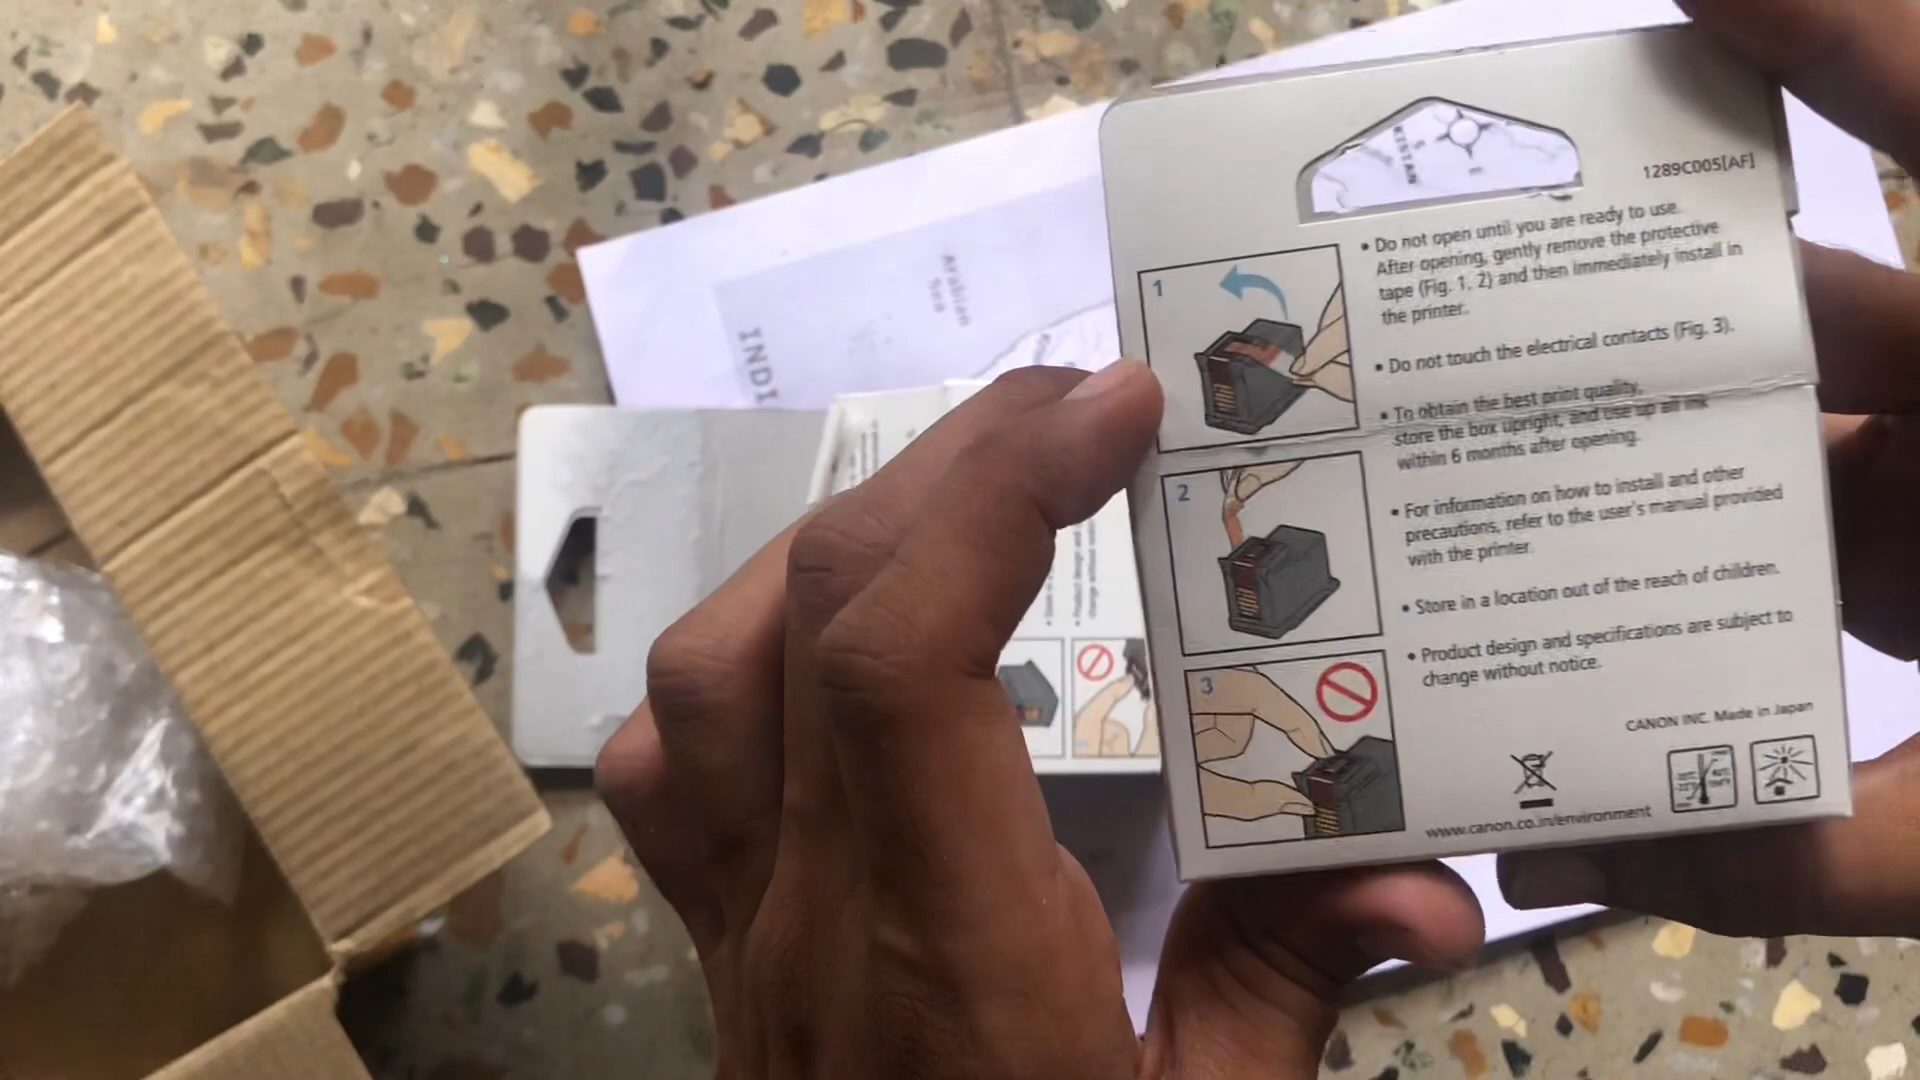 1289C005[AF]
• Do not open until you are ready to use.
After opening, gently remove the protective
tape (Fig. 1, 2) and then immediately install in
the printer.
• Do not touch the electrical contacts (Fig. 3).
• To obtain the best print quality,
store the box upright, and use up all ink
within 6 months after opening.
• For information on how to install and other
precautions, refer to the user's manual provided
with the printer.
• Store in a location out of the reach of children.
• Product design and specifications are subject to
change without notice.
CANON INC. Made in Japan
www.canon.co.in/environment
1
2
3
Arabian
Sea
INDI
• Product design and
change without